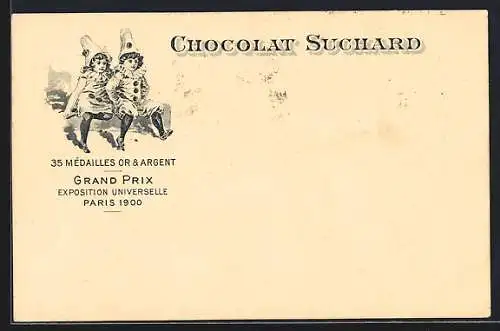 CHOCOLAT SUCHARD
35 MÉDAILLES OR & ARGENT
GRAND PRIX
EXPOSITION UNIVERSELLE
PARIS 1900